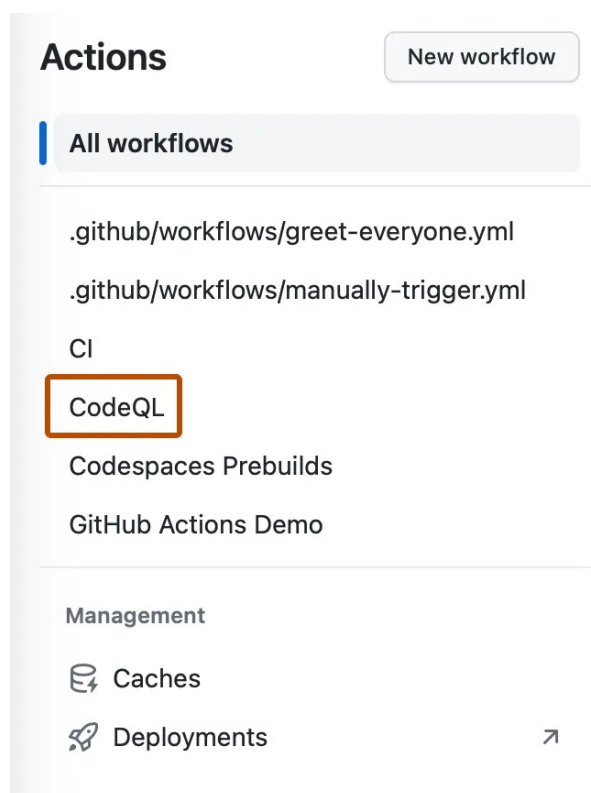 Actions
New workflow
All workflows
.github/workflows/greet-everyone.yml
.github/workflows/manually-trigger.yml
CI
CodeQL
Codespaces Prebuilds
GitHub Actions Demo
Management
Caches
Deployments